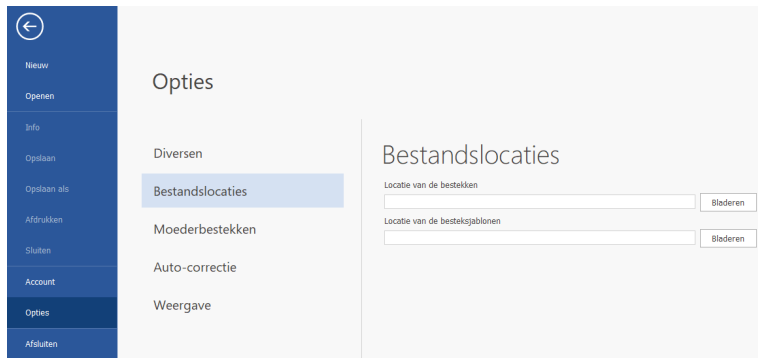 Nieuw
Openen
Info
Opslaan
Opslaan als
Afdrukken
Sluiten
Account
Opties
Afsluiten
Opties
Diversen
Bestandslocaties
Moederbestekken
Auto-correctie
Weergave
Bestandslocaties
Locatie van de bestekken
Bladeren
Locatie van de besteksjablonen
Bladeren